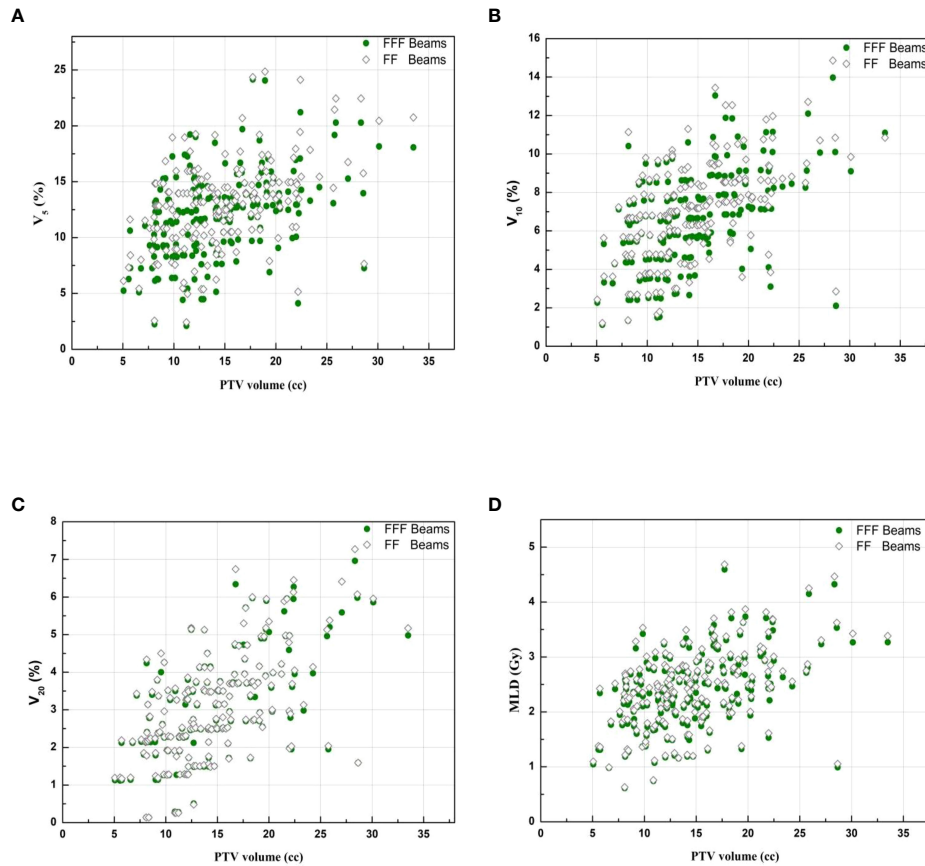 A
B
FFF Beams
FF Beams
25
20
15
10
5
0
V5 (%)
0 5 10 15 20 25 30 35
PTV volume (cc)
FFF Beams
FF Beams
16
14
12
10
8
6
4
2
0
V10 (%)
0 5 10 15 20 25 30 35
PTV volume (cc)
C
D
FFF Beams
FF Beams
8
7
6
5
4
3
2
1
0
V20 (%)
0 5 10 15 20 25 30 35
PTV volume (cc)
FFF Beams
FF Beams
5
4
3
2
1
0
MLD (Gy)
0 5 10 15 20 25 30 35
PTV volume (cc)